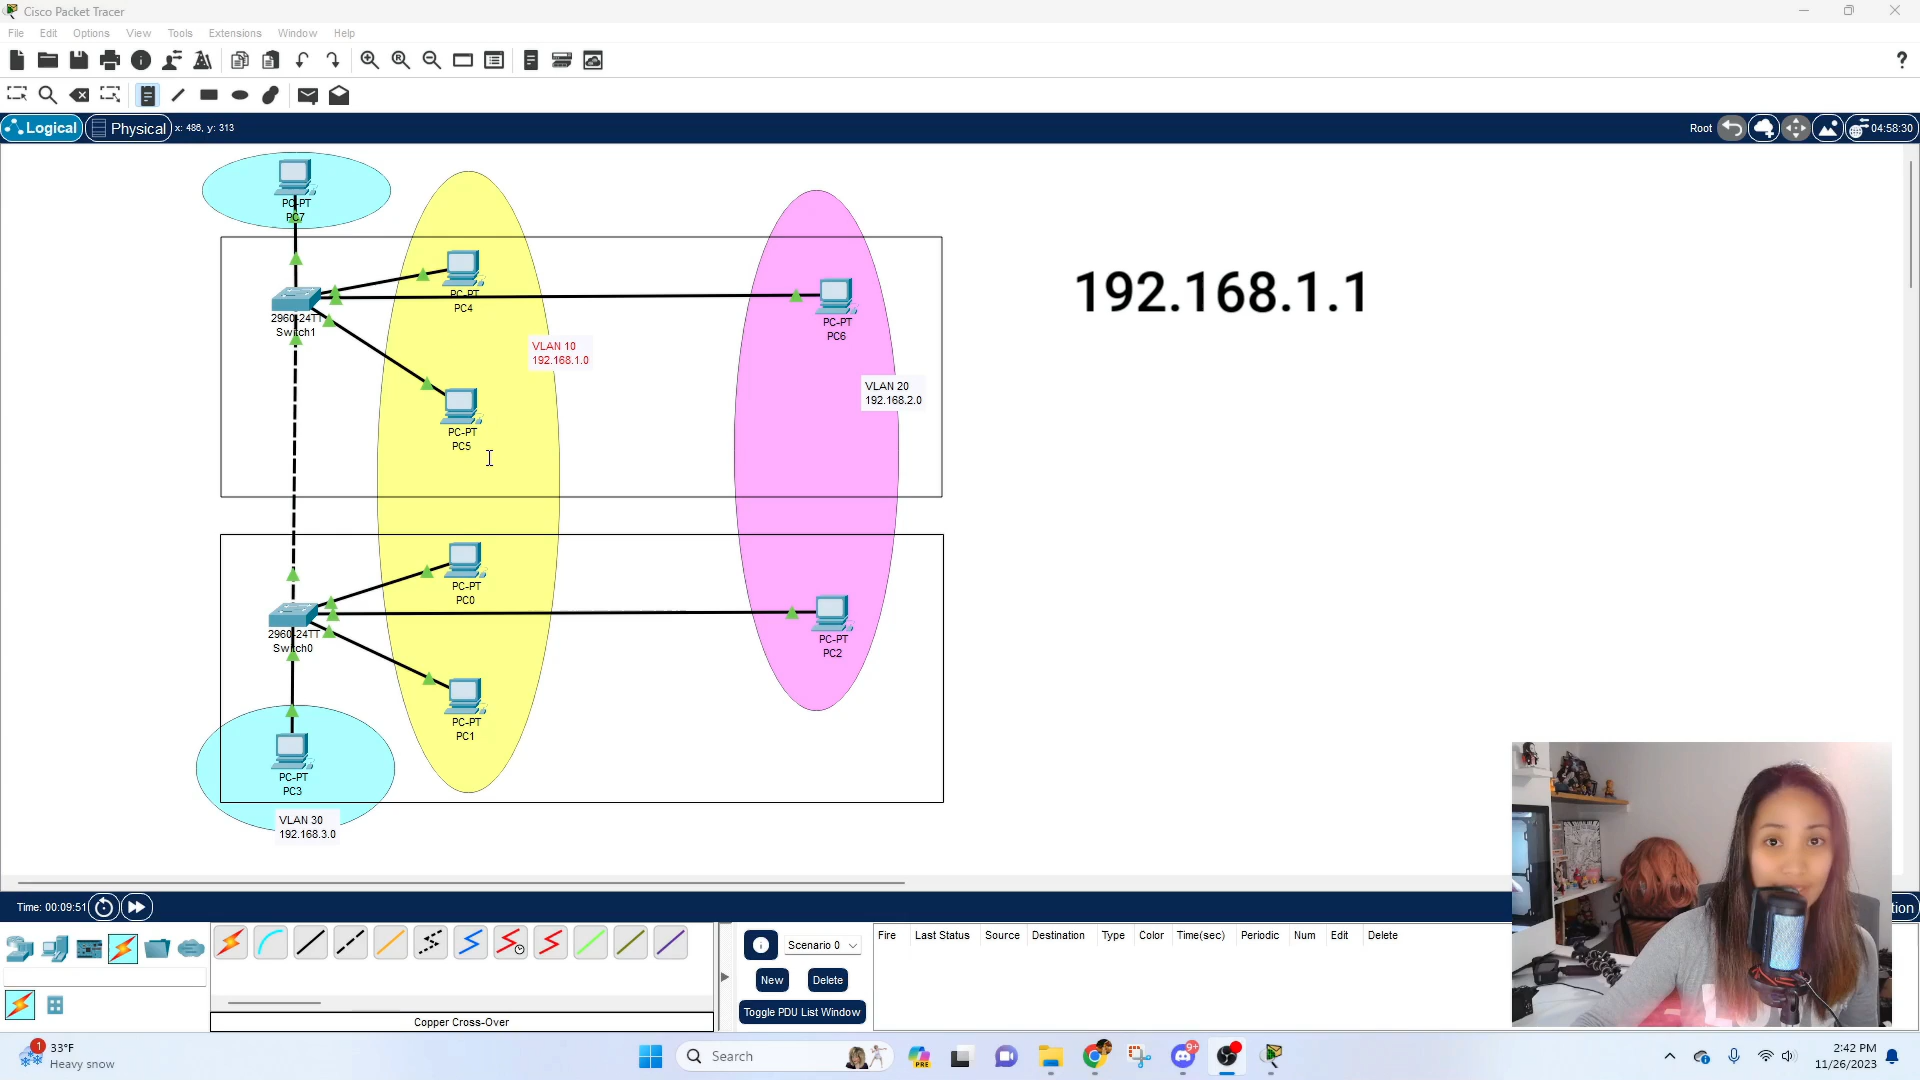 Cisco Packet Tracer
File Edit Options View Tools Extensions Window Help
Logical Physical x: 486, y: 313 Root 04:58:30
PC-PT
PC7
PC-PT
PC4
2960-24TT
Switch1
PC-PT
PC6
192.168.1.1
VLAN 10
192.168.1.0
VLAN 20
192.168.2.0
PC-PT
PC5
PC-PT
PC0
2960-24TT
Switch0
PC-PT
PC2
PC-PT
PC1
PC-PT
PC3
VLAN 30
192.168.3.0
Time: 00:09:51
Scenario 0
New Delete
Toggle PDU List Window
Fire Last Status Source Destination Type Color Time(sec) Periodic Num Edit Delete
Copper Cross-Over
1
33°F
Heavy snow
Search
PRE
9+
2:42 PM
11/26/2023